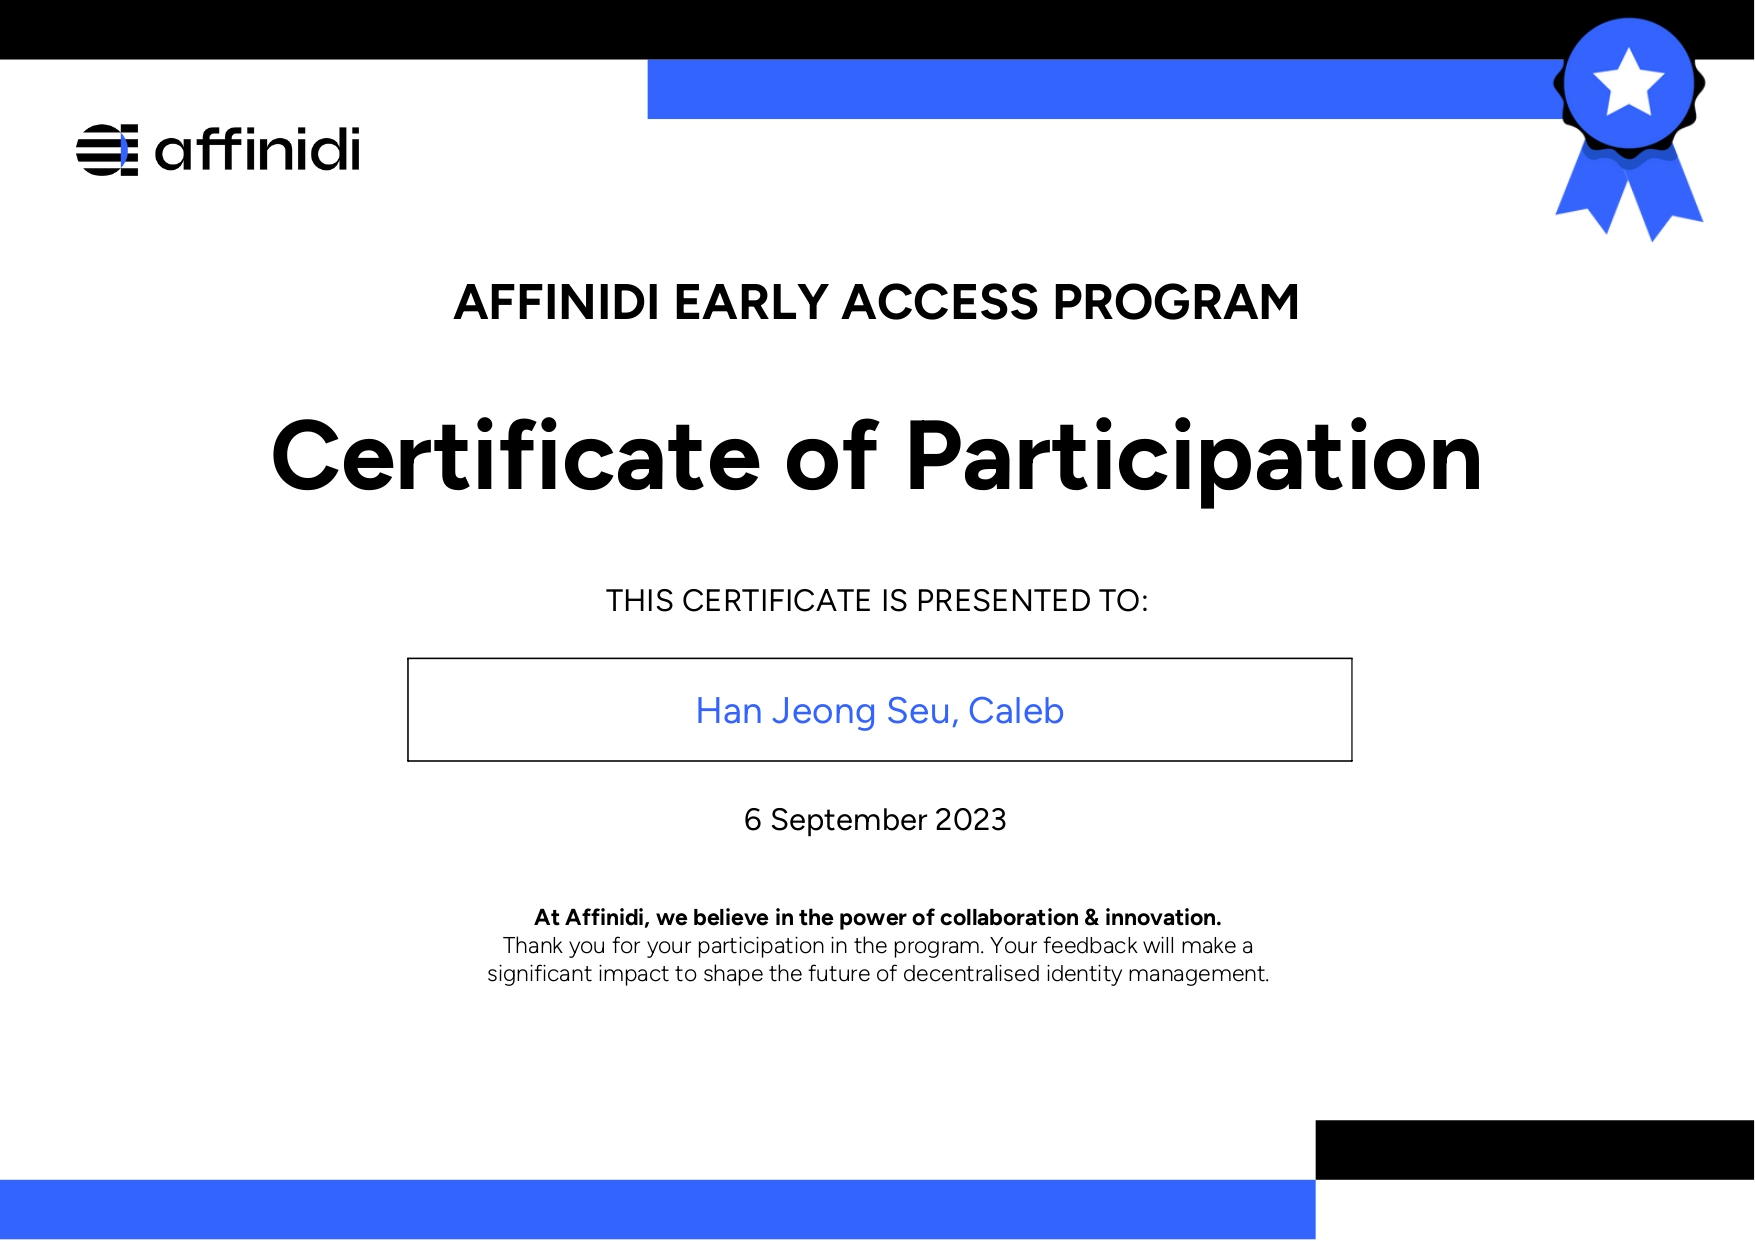 affinidi
AFFINIDI EARLY ACCESS PROGRAM
Certificate of Participation
THIS CERTIFICATE IS PRESENTED TO:
Han Jeong Seu, Caleb
6 September 2023
At Affinidi, we believe in the power of collaboration & innovation.
Thank you for your participation in the program. Your feedback will make a
significant impact to shape the future of decentralised identity management.